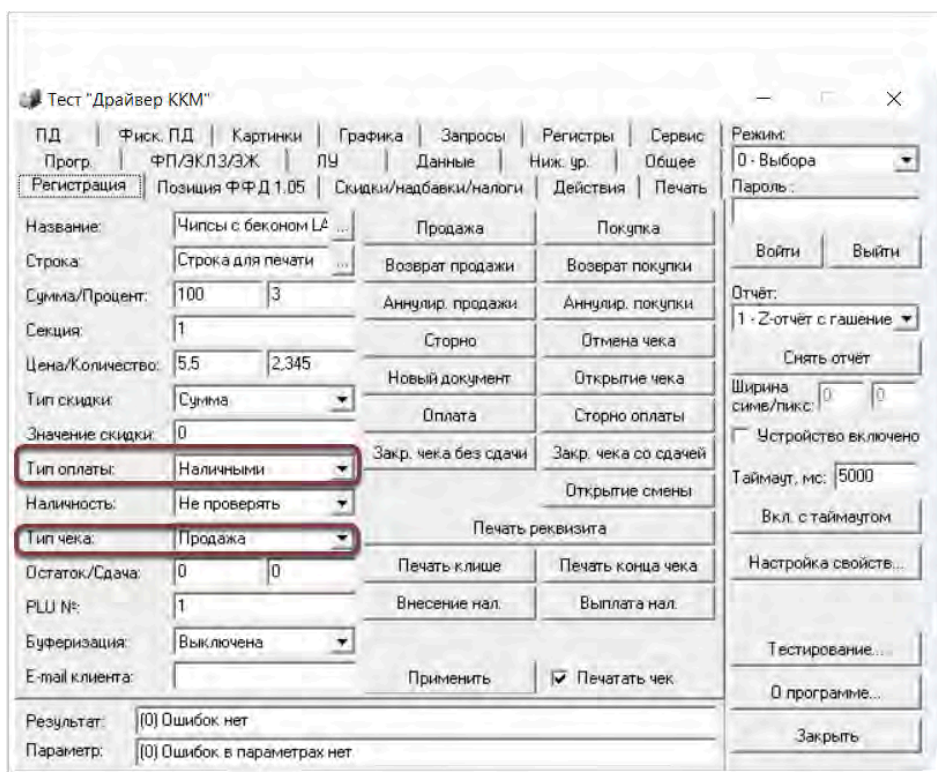 Тест "Драйвер ККМ"
ПД Фиск. ПД Картинки Графика Запросы Регистры Сервис
Прогр. ФП/ЭКЛЗ/ЭЖ ЛУ Данные Ниж. ур. Общее
Регистрация Позиция ФФД 1.05 Скидки/надбавки/налоги Действия Печать
Название: Чипсы с беконом LA ... Продажа Покупка
Строка: Строка для печати ... Возврат продажи Возврат покупки
Сумма/Процент: 100 3 Аннулир. продажи Аннулир. покупки
Секция: 1 Сторно Отмена чека
Цена/Количество: 5.5 2,345 Новый документ Открытие чека
Тип скидки: Сумма Оплата Сторно оплаты
Значение скидки: 0 Закр. чека без сдачи Закр. чека со сдачей
Тип оплаты: Наличными
Наличность: Не проверять Открытие смены
Тип чека: Продажа Печать реквизита
Остаток/Сдача: 0 0 Печать клише Печать конца чека
PLU №: 1 Внесение нал. Выплата нал.
Буферизация: Выключена
E-mail клиента: Применить Печатать чек
Результат: (0) Ошибок нет
Параметр: (0) Ошибок в параметрах нет
Режим:
0 - Выбора
Пароль :
Войти Выйти
Отчёт:
1 - Z-отчёт с гашение
Снять отчёт
Ширина
симв/пикс: 0 0
Устройство включено
Таймаут, мс: 5000
Вкл. с таймаутом
Настройка свойств...
Тестирование...
О программе...
Закрыть